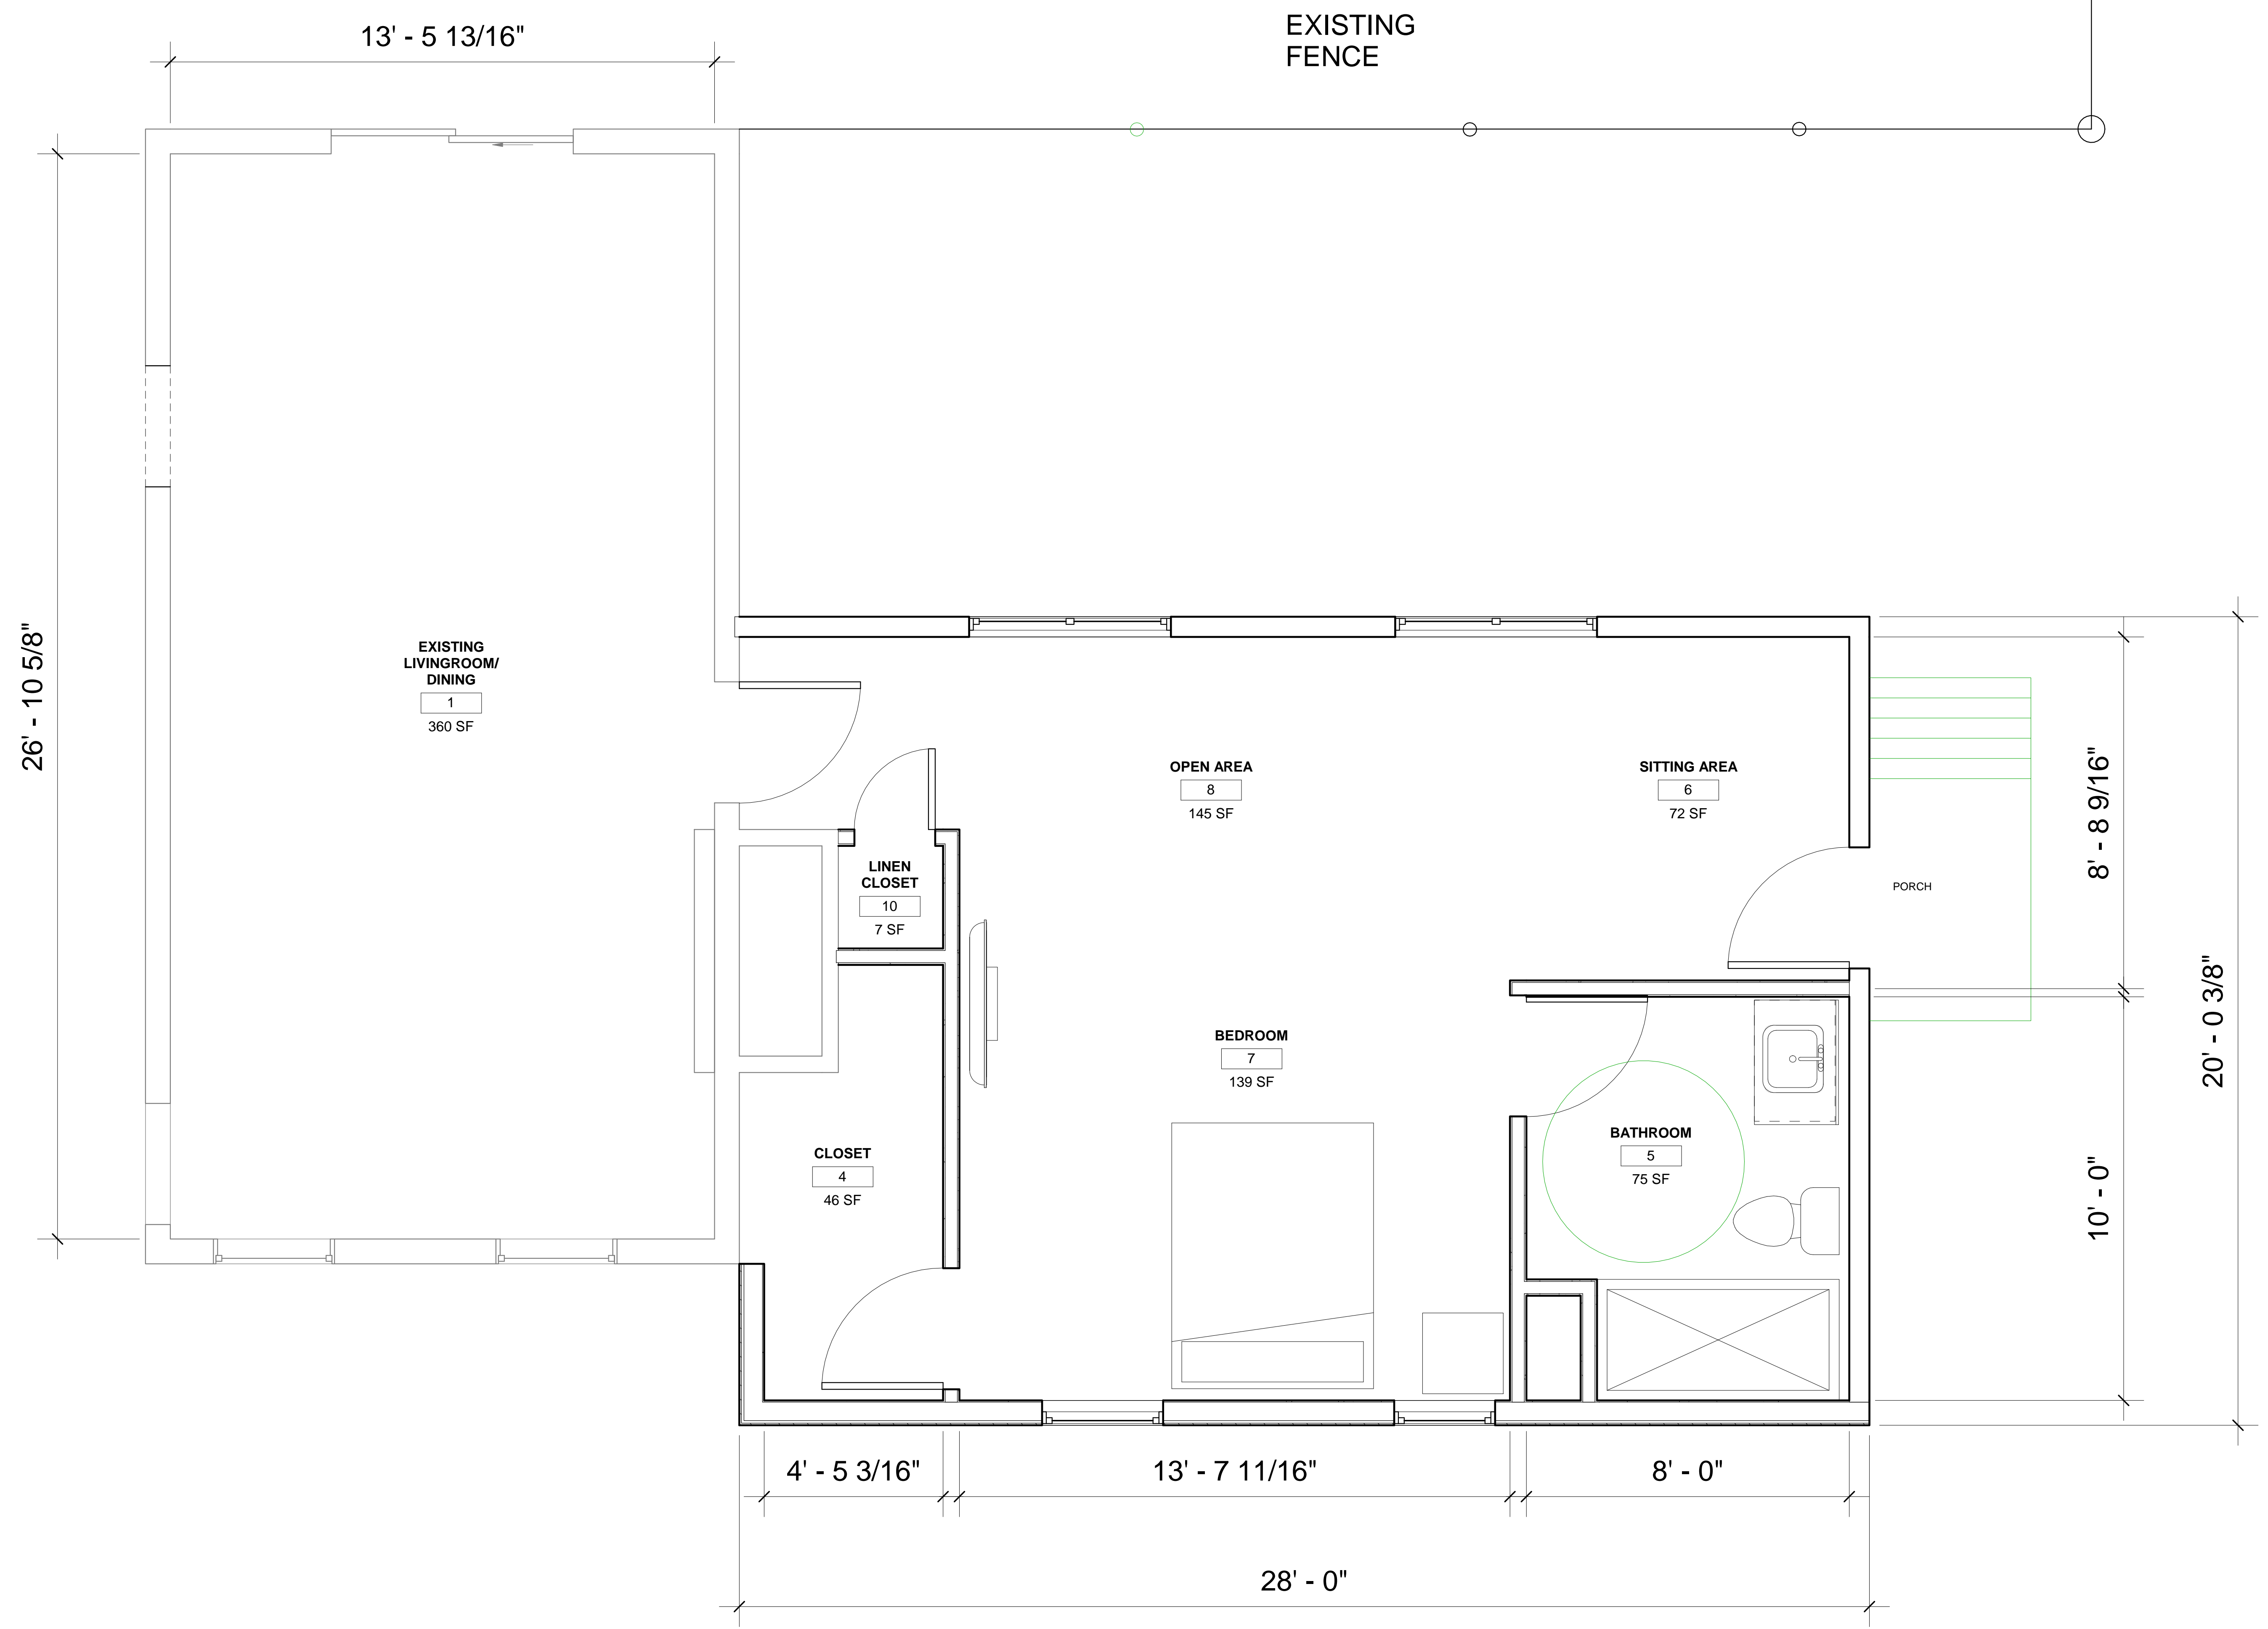 EXISTING
FENCE
13' - 5 13/16"
26' - 10 5/8"
EXISTING
LIVINGROOM/
DINING
1
360 SF
OPEN AREA
8
145 SF
SITTING AREA
6
72 SF
LINEN
CLOSET
10
7 SF
PORCH
8' - 8 9/16"
20' - 0 3/8"
BEDROOM
7
139 SF
BATHROOM
5
75 SF
CLOSET
4
46 SF
10' - 0"
4' - 5 3/16"
13' - 7 11/16"
8' - 0"
28' - 0"